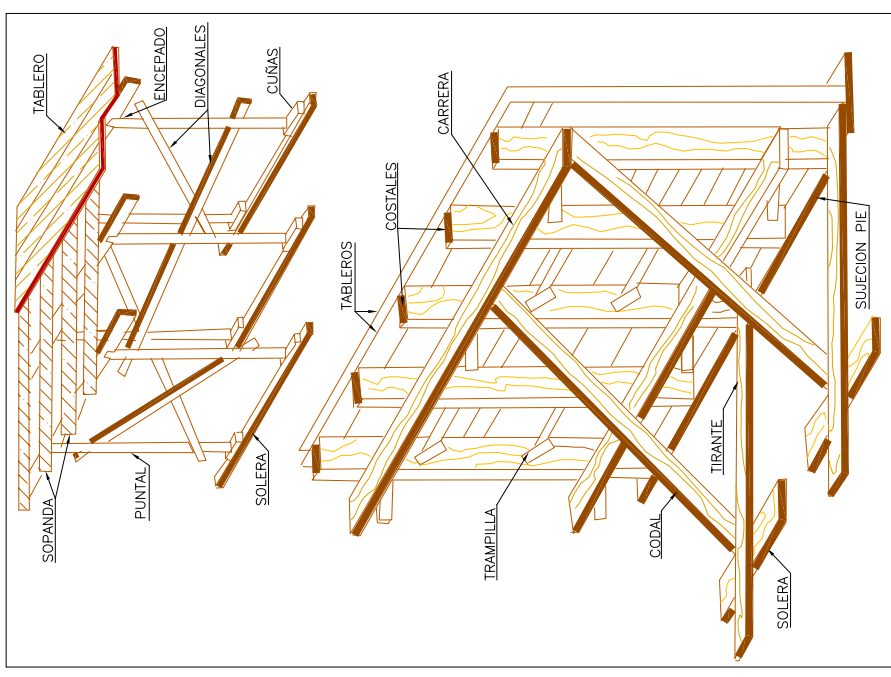 TABLERO
ENCEPADO
DIAGONALES
CUÑAS
SOPANDA
PUNTAL
SOLERA
CARRERA
COSTALES
TABLEROS
SUJECION PIE
TRAMPILLA
CODAL
TIRANTE
SOLERA